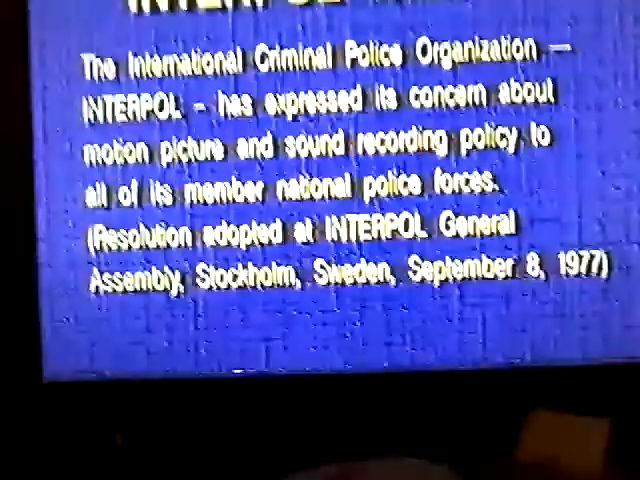 The International Criminal Police Organization —
INTERPOL - has expressed its concern about
motion picture and sound recording policy to
all of its member national police forces.
(Resolution adopted at INTERPOL General
Assembly, Stockholm, Sweden, September 8, 1977)